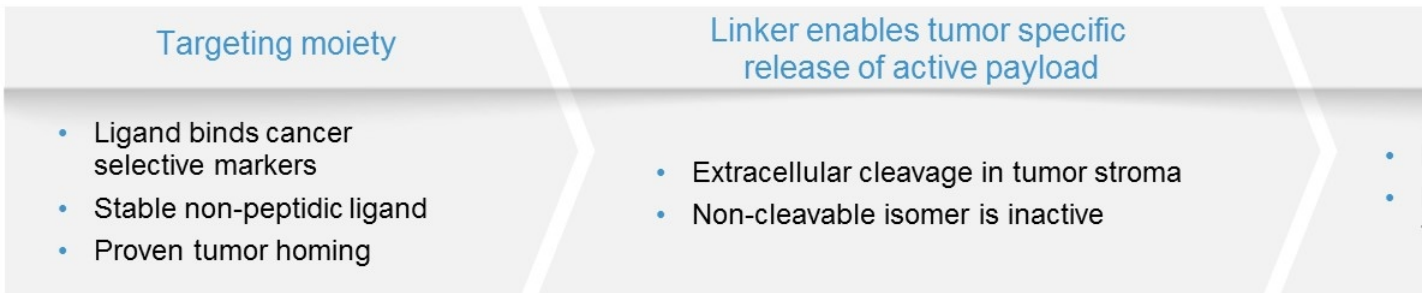 Targeting moiety
• Ligand binds cancer
selective markers
• Stable non-peptidic ligand
• Proven tumor homing
Linker enables tumor specific
release of active payload
• Extracellular cleavage in tumor stroma
• Non-cleavable isomer is inactive
•
•